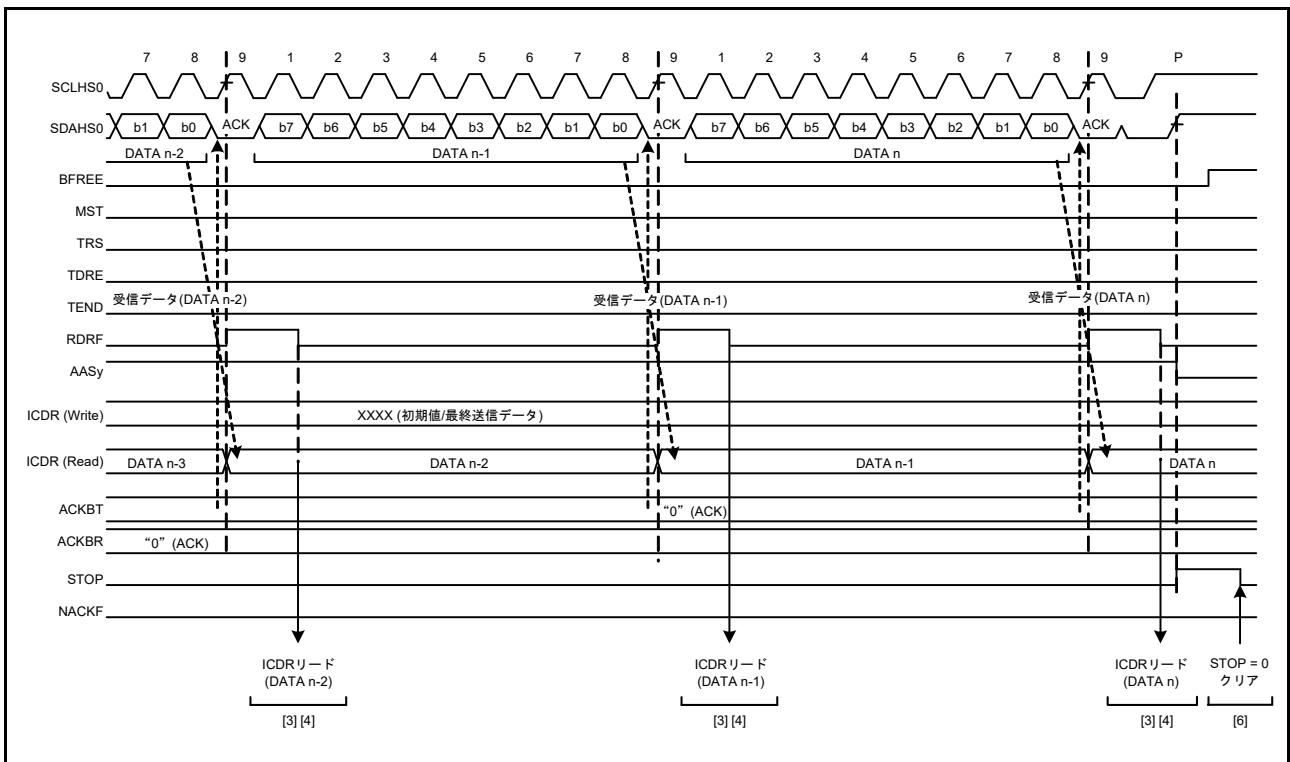 7 8 9 1 2 3 4 5 6 7 8 9 1 2 3 4 5 6 7 8 9 P
SCLHS0
SDAHS0 b1 b0 ACK b7 b6 b5 b4 b3 b2 b1 b0 ACK b7 b6 b5 b4 b3 b2 b1 b0 ACK
DATA n-2 DATA n-1 DATA n
BFREE
MST
TRS
TDRE
TEND
受信データ(DATA n-2) 受信データ(DATA n-1) 受信データ(DATA n)
RDRF
AASy
ICDR (Write) XXXX (初期値/最終送信データ)
ICDR (Read) DATA n-3 DATA n-2 DATA n-1 DATA n
ACKBT “0” (ACK)
ACKBR “0” (ACK)
STOP
NACKF
ICDRリード ICDRリード ICDRリード STOP = 0
(DATA n-2) (DATA n-1) (DATA n) クリア
[3] [4] [3] [4] [3] [4] [6]